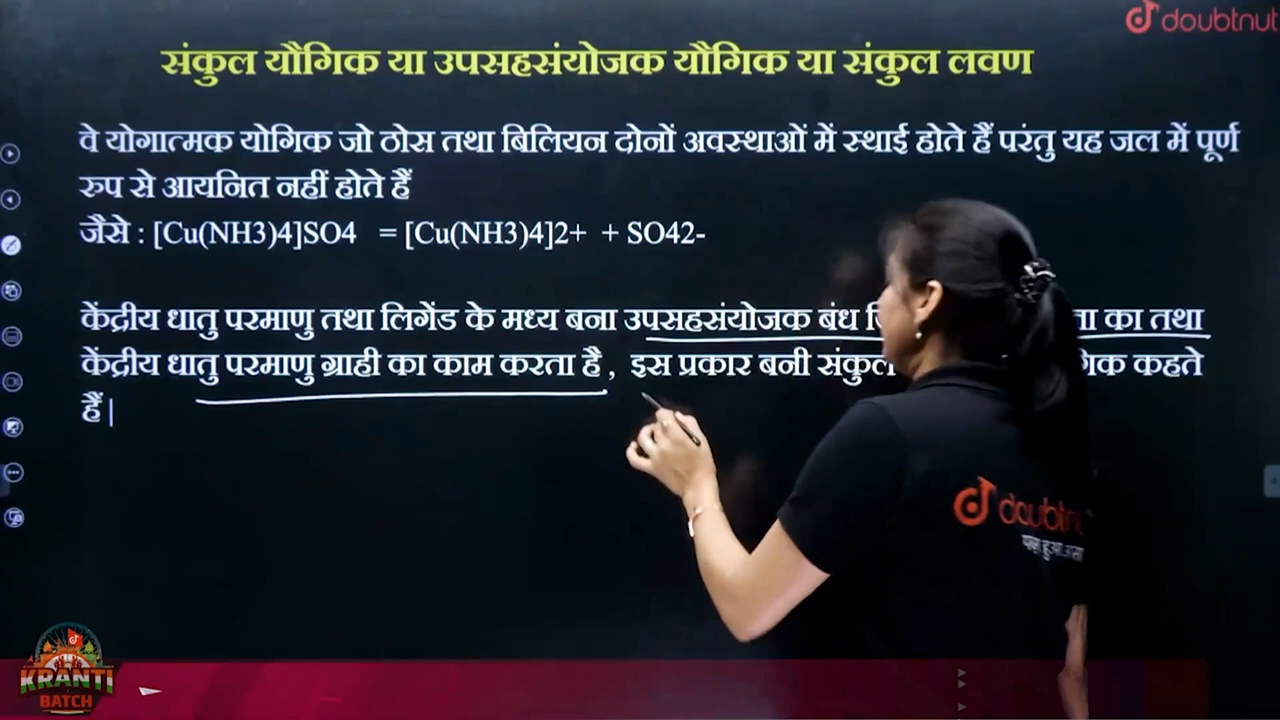 doubtnut
संकुल यौगिक या उपसहसंयोजक यौगिक या संकुल लवण
वे योगात्मक योगिक जो ठोस तथा बिलियन दोनों अवस्थाओं में स्थाई होते हैं परंतु यह जल में पूर्ण
रुप से आयनित नहीं होते हैं
जैसे : [Cu(NH3)4]SO4 = [Cu(NH3)4]2+ + SO42-
केंद्रीय धातु परमाणु तथा लिगेंड के मध्य बना उपसहसंयोजक बंध का तथा
केंद्रीय धातु परमाणु ग्राही का काम करता है , इस प्रकार बनी संकुल कहते
हैं |
doubtnut
KRANTI
BATCH